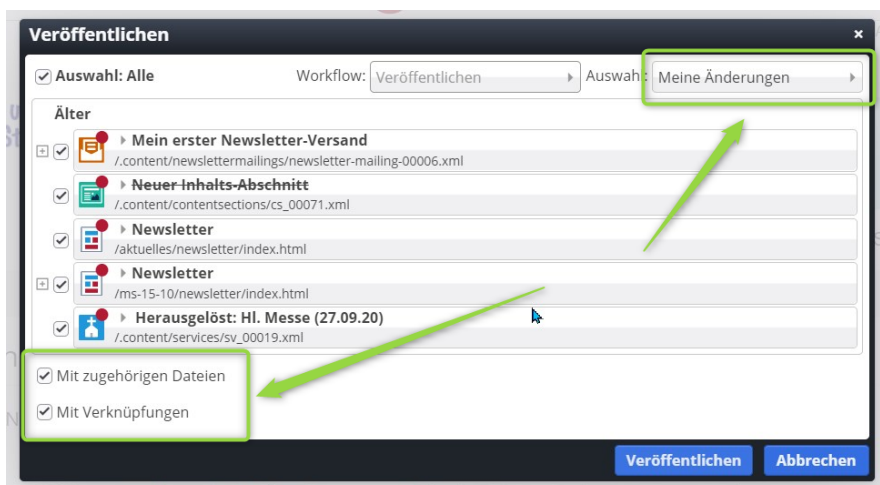 Veröffentlichen ×
Auswahl: Alle Workflow: Veröffentlichen Auswahl: Meine Änderungen
Älter
Mein erster Newsletter-Versand
/.content/newslettermailings/newsletter-mailing-00006.xml
Neuer Inhalts-Abschnitt
/.content/contentsections/cs_00071.xml
Newsletter
/aktuelles/newsletter/index.html
Newsletter
/ms-15-10/newsletter/index.html
Herausgelöst: Hl. Messe (27.09.20)
/.content/services/sv_00019.xml
Mit zugehörigen Dateien
Mit Verknüpfungen
Veröffentlichen Abbrechen